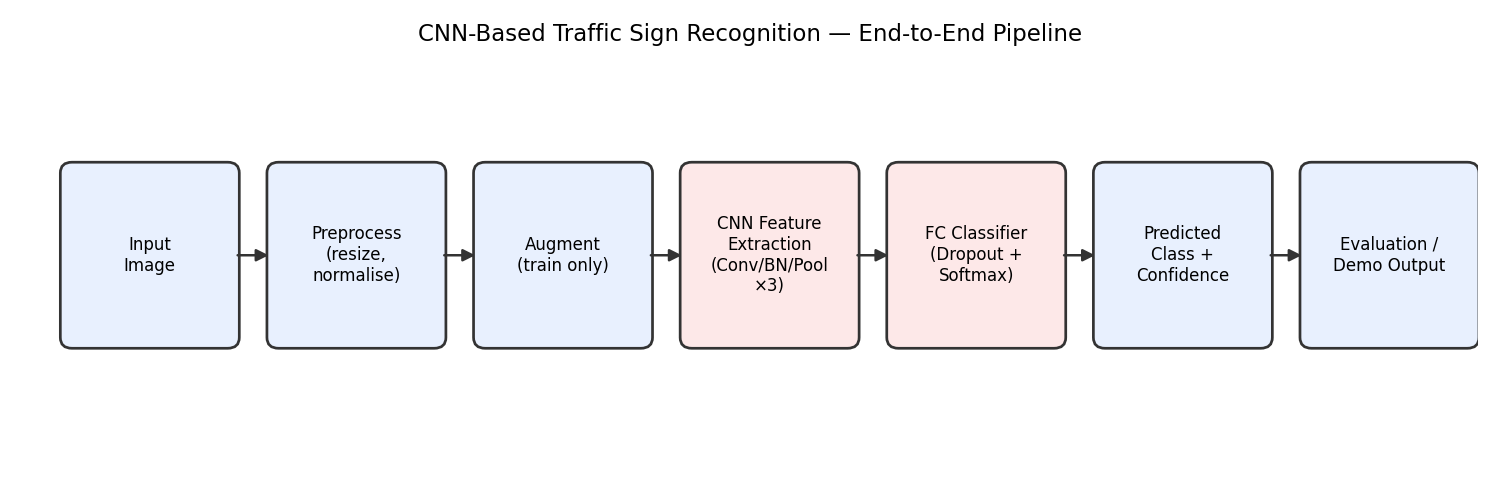 CNN-Based Traffic Sign Recognition — End-to-End Pipeline
Input
Image
Preprocess
(resize,
normalise)
Augment
(train only)
CNN Feature
Extraction
(Conv/BN/Pool
×3)
FC Classifier
(Dropout +
Softmax)
Predicted
Class +
Confidence
Evaluation /
Demo Output